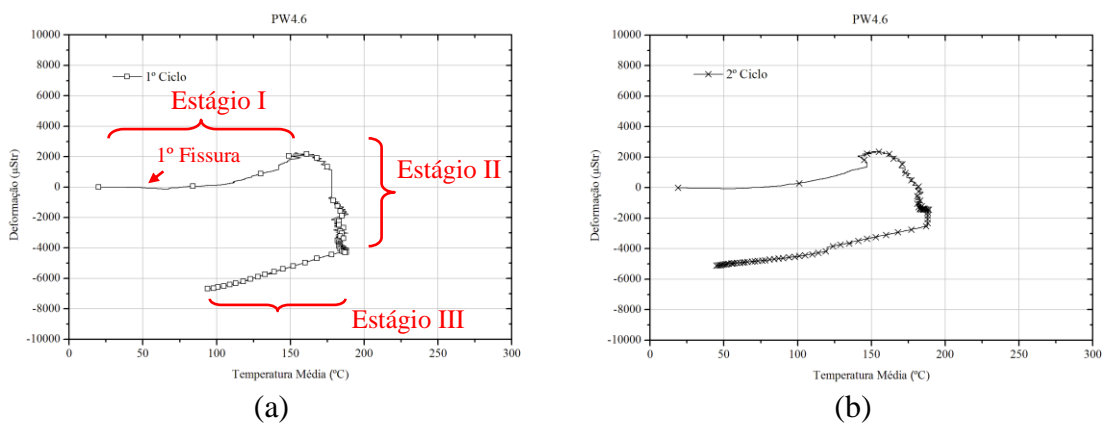 PW4.6
10000
8000
6000
4000
2000
0
-2000
-4000
-6000
-8000
-10000
Deformação (µStr)
1º Ciclo
Estágio I
1º Fissura
Estágio II
Estágio III
0 50 100 150 200 250 300
Temperatura Média (ºC)
(a)
PW4.6
10000
8000
6000
4000
2000
0
-2000
-4000
-6000
-8000
-10000
Deformação (µStr)
2º Ciclo
0 50 100 150 200 250 300
Temperatura Média (ºC)
(b)